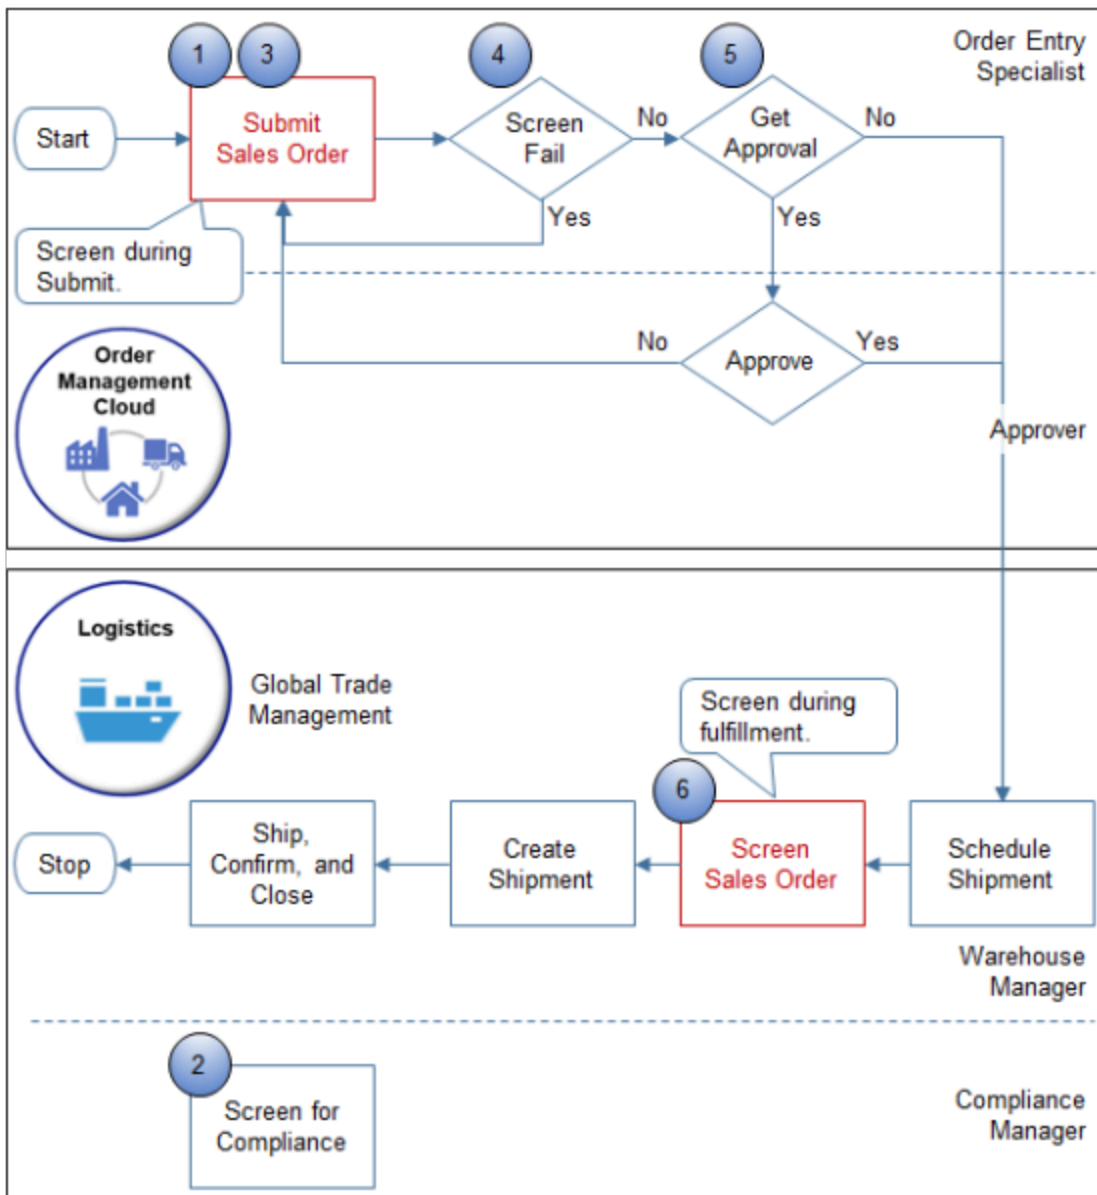 1
3
4
5
Order Entry
Specialist
Start
Submit
Sales Order
Screen
Fail
No
Get
Approval
No
Yes
Yes
Screen during
Submit.
No
Approve
Yes
Order
Management
Cloud
Approver
Logistics
Global Trade
Management
Screen during
fulfillment.
6
Stop
Ship,
Confirm, and
Close
Create
Shipment
Screen
Sales Order
Schedule
Shipment
Warehouse
Manager
2
Screen for
Compliance
Compliance
Manager